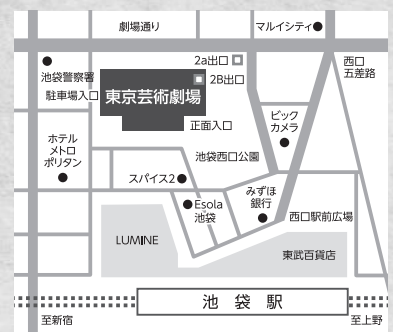 劇場通り
マルイシティ
2a出口
西口
五差路
池袋警察署
2B出口
駐車場入口
東京芸術劇場
正面入口
ビック
カメラ
ホテル
メトロ
ポリタン
池袋西口公園
スパイス2
みずほ
銀行
Esola
池袋
西口駅前広場
LUMINE
東武百貨店
池袋駅
至新宿
至上野